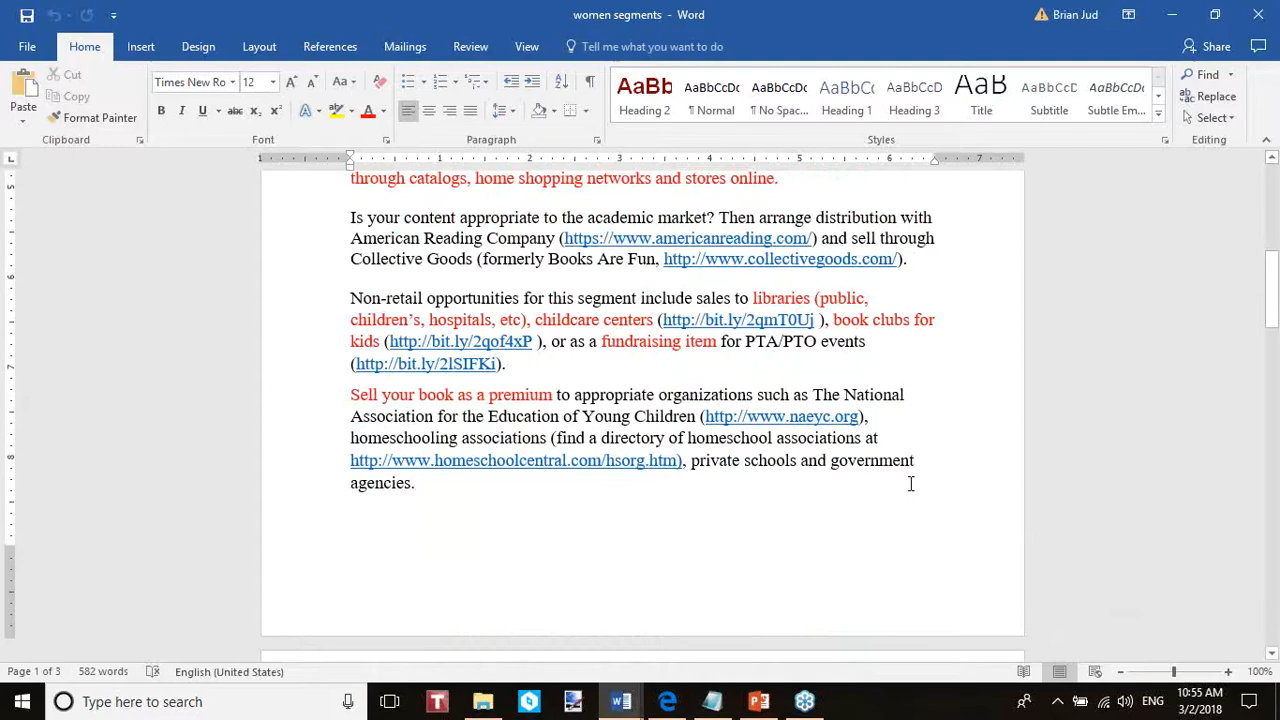 women segments - Word
Brian Jud
File Home Insert Design Layout References Mailings Review View Tell me what you want to do Share
Paste
Cut
Copy
Format Painter
Clipboard
Times New Ro 12
Font
Paragraph
AaBb AaBbCcDc AaBbCcDc AaBbCcD AaBbCcD AaB AaBbCcD AaBbCcD
Heading 2 ¶ Normal ¶ No Spac... Heading 1 Heading 3 Title Subtitle Subtle Em...
Styles
Find
Replace
Select
Editing
through catalogs, home shopping networks and stores online.
Is your content appropriate to the academic market? Then arrange distribution with
American Reading Company (https://www.americanreading.com/) and sell through
Collective Goods (formerly Books Are Fun, http://www.collectivegoods.com/).
Non-retail opportunities for this segment include sales to libraries (public,
children’s, hospitals, etc), childcare centers (http://bit.ly/2qmT0Uj ), book clubs for
kids (http://bit.ly/2qof4xP ), or as a fundraising item for PTA/PTO events
(http://bit.ly/2lSIFKi).
Sell your book as a premium to appropriate organizations such as The National
Association for the Education of Young Children (http://www.naeyc.org),
homeschooling associations (find a directory of homeschool associations at
http://www.homeschoolcentral.com/hsorg.htm), private schools and government
agencies.
Page 1 of 3 582 words English (United States) 100%
Type here to search
ENG
10:55 AM
3/2/2018